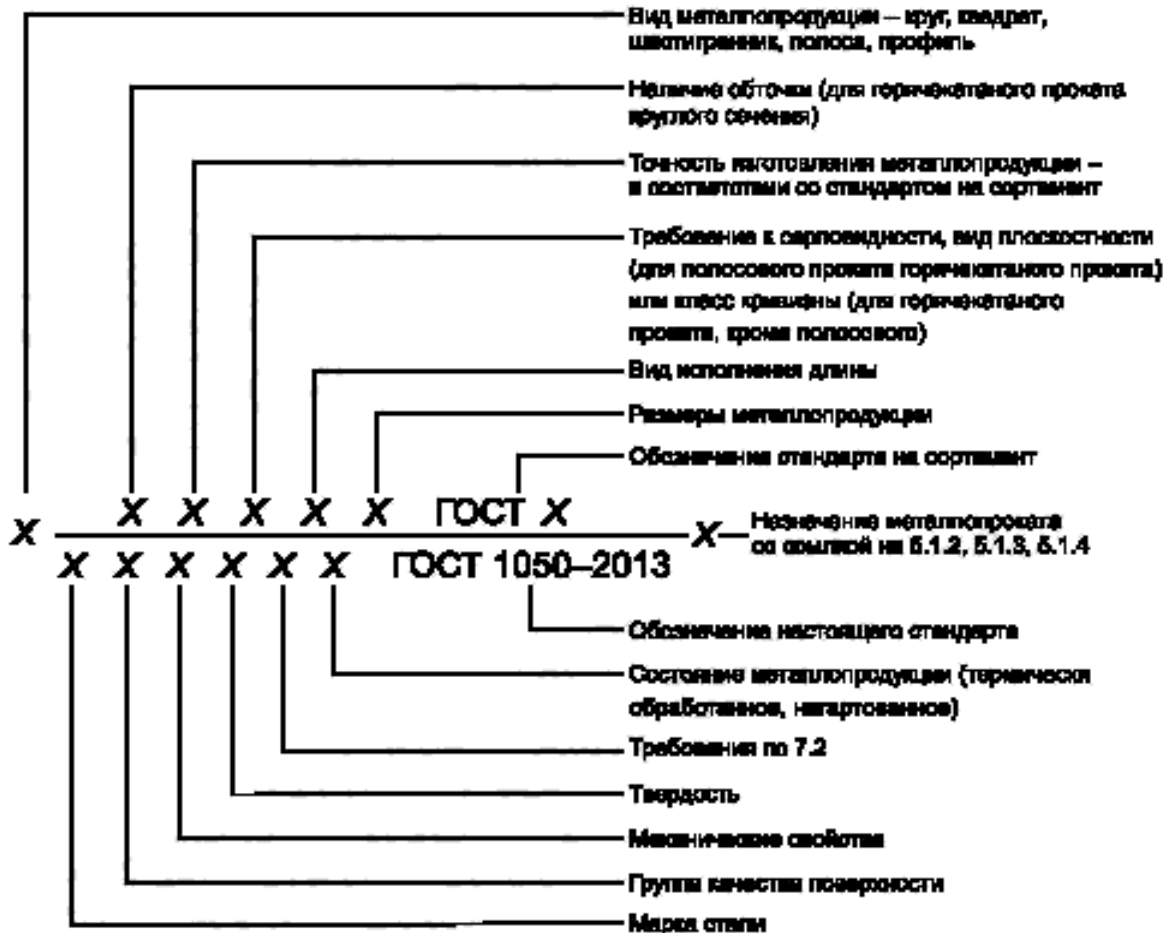 Вид металлопродукции – круг, квадрат,
шестигранник, полоса, профиль
Наличие обточки (для горячекатаного проката
круглого сечения)
Точность изготовления металлопродукции –
в соответствии со стандартом на сортамент
Требование к серповидности, вид плоскостности
(для полосового проката горячекатаного проката)
или класс кривизны (для горячекатаного
проката, кроме полосового)
Вид исполнения длины
Размеры металлопродукции
Обозначение стандарта на сортамент
X X X X X X ГОСТ X
X X X X X X ГОСТ 1050–2013
X Назначение металлопроката
со ссылкой на 5.1.2, 5.1.3, 5.1.4
Обозначение настоящего стандарта
Состояние металлопродукции (термически
обработанное, нагартованное)
Требования по 7.2
Твердость
Механические свойства
Группа качества поверхности
Марка стали